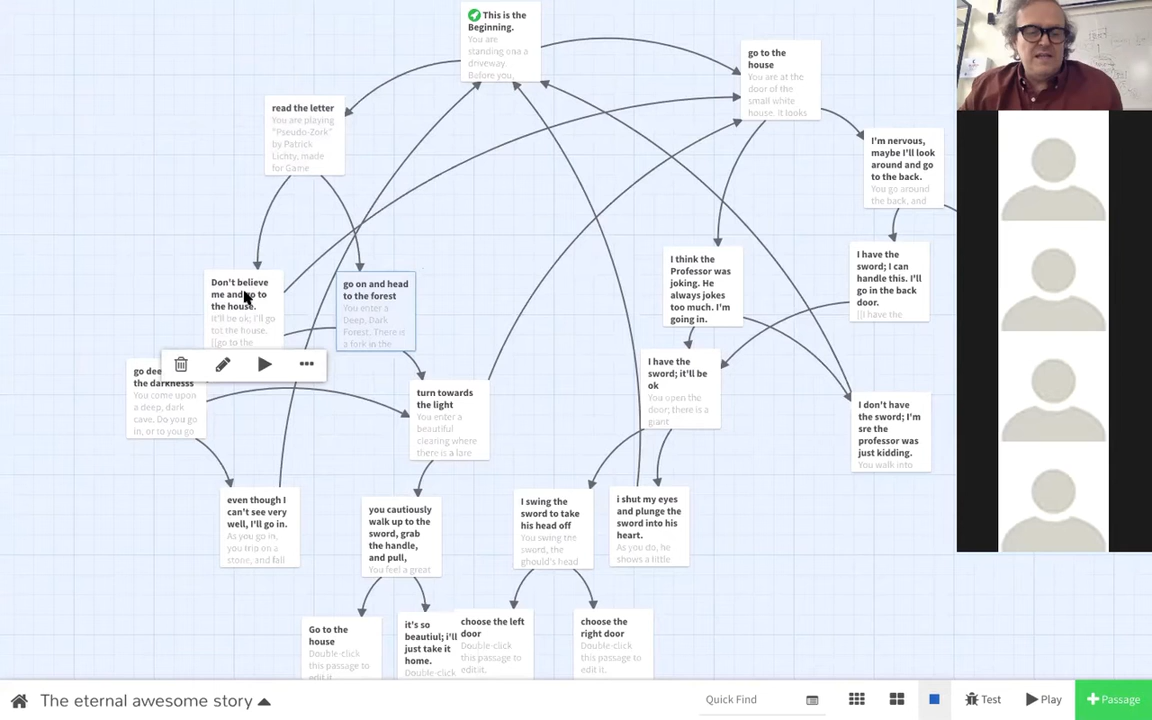 This is the
Beginning.
You are
standing ona a
driveway.
Before you,
go to the
house
You are at the
door of the
small white
house. It looks
read the letter
You are playing
"Pseudo-Zork"
by Patrick
Lichty, made
for Game
I'm nervous,
maybe I'll look
around and go
to the back.
You go around
the back, and
Don't believe
me and go to
the house.
It'll be ok; I'll go
tot the house.
[[go to the
go on and head
to the forest
You enter a
Deep, Dark
Forest, There is
a fork in the
I think the
Professor was
joking. He
always jokes
too much. I'm
going in.
I have the
sword; I can
handle this. I'll
go in the back
door.
[[I have the
go dee
the darknesss
You come upon
a deep, dark
cave. Do you go
in, or to you go
turn towards
the light
You enter a
beautiful
clearing where
there is a lare
I have the
sword; it'll be
ok
You open the
door; there is a
giant
I don't have
the sword; I'm
sre the
professor was
just kidding.
You walk into
even though I
can't see very
well, I'll go in.
As you go in,
you trip on a
stone, and fall
you cautiously
walk up to the
sword, grab
the handle, and
pull,
You feel a great
I swing the
sword to take
his head off
You swing the
sword, the
ghould's head
i shut my eyes
and plunge the
sword into his
heart.
As you do, he
shows a little
Go to the
house
Double-click
this passage to
edit it.
it's so
beautiul; i'll
just take it
home.
Double-click
choose the left
door
Double-click
this passage to
edit it.
choose the
right door
Double-click
this passage to
edit it.
The eternal awesome story
Quick Find
Test
Play
+Passage